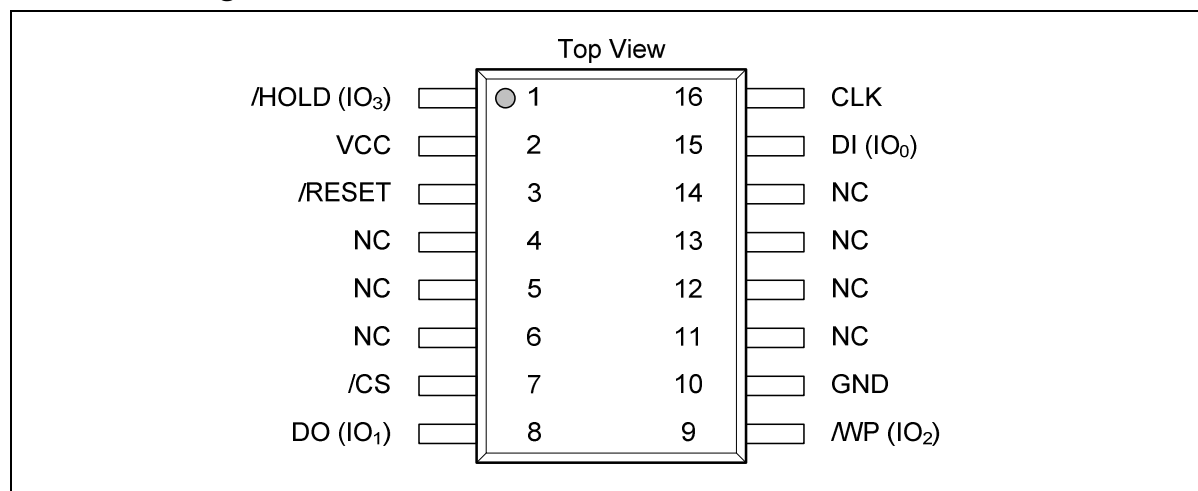 Top View
/HOLD (IO₃) 1 16 CLK
VCC 2 15 DI (IO₀)
/RESET 3 14 NC
NC 4 13 NC
NC 5 12 NC
NC 6 11 NC
/CS 7 10 GND
DO (IO₁) 8 9 /WP (IO₂)